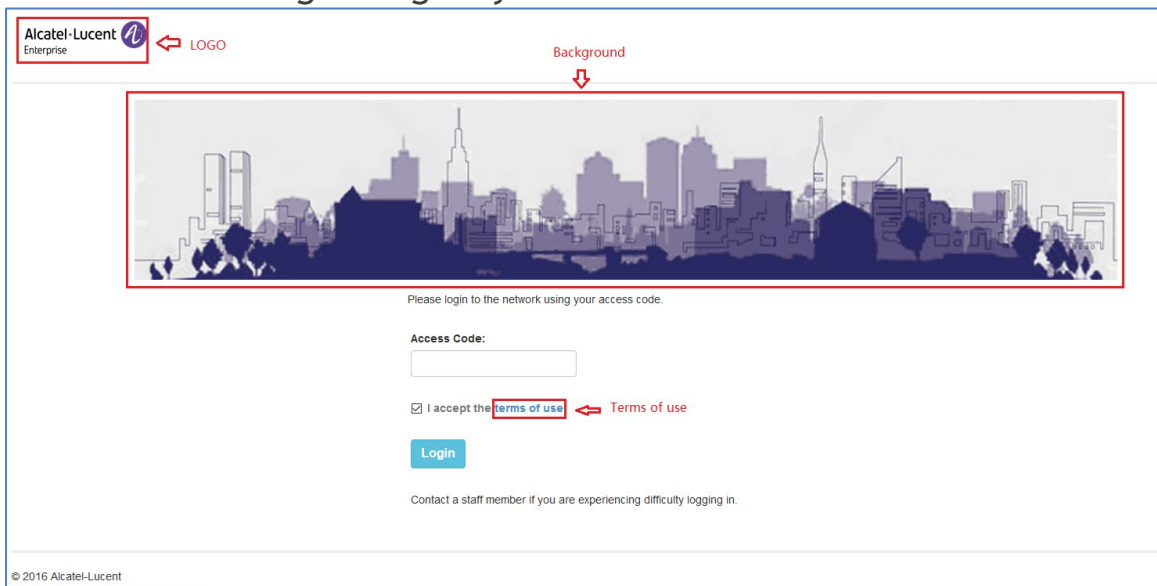 Alcatel·Lucent
Enterprise
LOGO
Background
Please login to the network using your access code.
Access Code:
I accept the terms of use
Terms of use
Login
Contact a staff member if you are experiencing difficulty logging in.
© 2016 Alcatel-Lucent